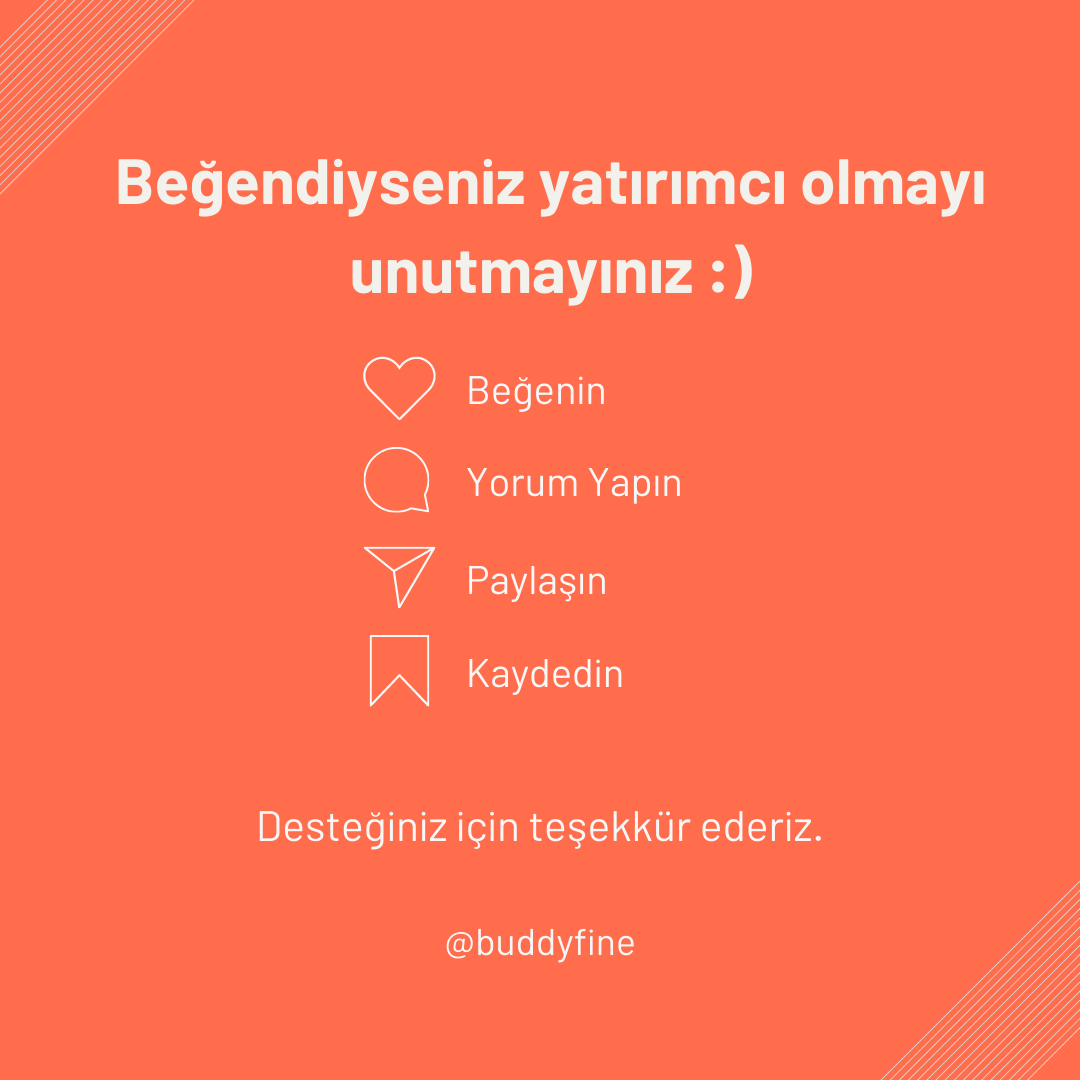 Beğendiyseniz yatırımcı olmayı
unutmayınız :)
Beğenin
Yorum Yapın
Paylaşın
Kaydedin
Desteğiniz için teşekkür ederiz.
@buddyfine